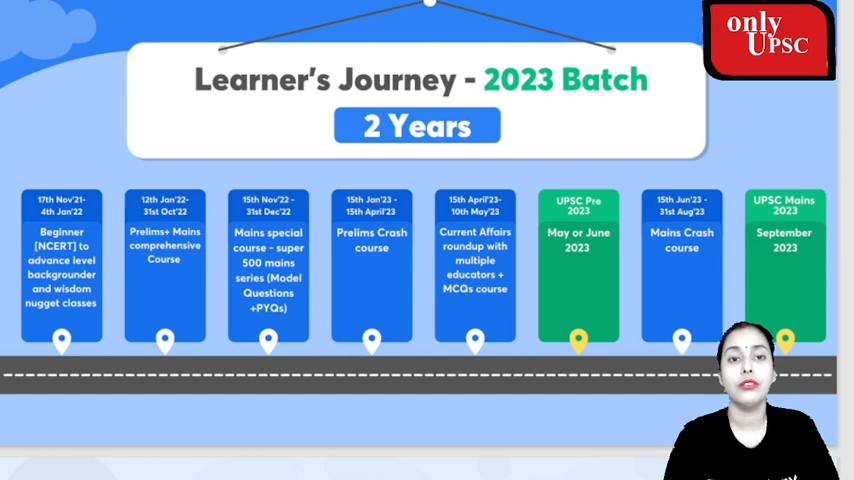 only
UPSC
Learner's Journey - 2023 Batch
2 Years
17th Nov'21-
4th Jan'22
Beginner
[NCERT] to
advance level
backgrounder
and wisdom
nugget classes
12th Jan'22-
31st Oct'22
Prelims+ Mains
comprehensive
Course
15th Nov'22 -
31st Dec'22
Mains special
course - super
500 mains
series (Model
Questions
+PYQs)
15th Jan'23 -
15th April'23
Prelims Crash
course
15th April'23-
10th May'23
Current Affairs
roundup with
multiple
educators +
MCQs course
UPSC Pre
2023
May or June
2023
15th Jun'23 -
31st Aug'23
Mains Crash
course
UPSC Mains
2023
September
2023